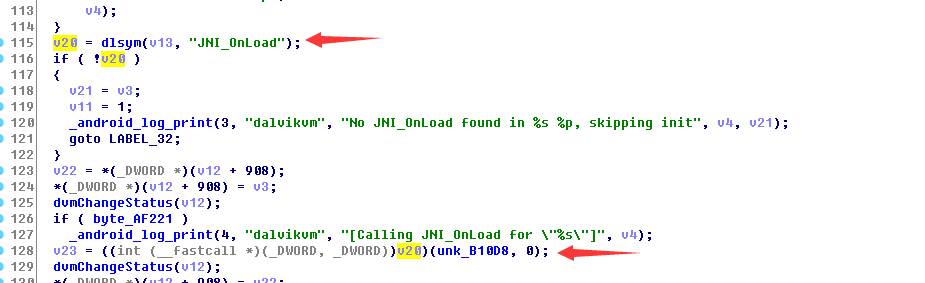 113 v4);
114 }
115 v20 = dlsym(v13, "JNI_OnLoad");
116 if ( !v20 )
117 {
118 v21 = v3;
119 v11 = 1;
120 _android_log_print(3, "dalvikvm", "No JNI_OnLoad found in %s %p, skipping init", v4, v21);
121 goto LABEL_32;
122 }
123 v22 = *(_DWORD *)(v12 + 908);
124 *(_DWORD *)(v12 + 908) = v3;
125 dvmChangeStatus(v12);
126 if ( byte_AF221 )
127 _android_log_print(4, "dalvikvm", "[Calling JNI_OnLoad for \"%s\"]", v4);
128 v23 = ((int (__fastcall *)(_DWORD, _DWORD))v20)(unk_B10D8, 0);
129 dvmChangeStatus(v12);